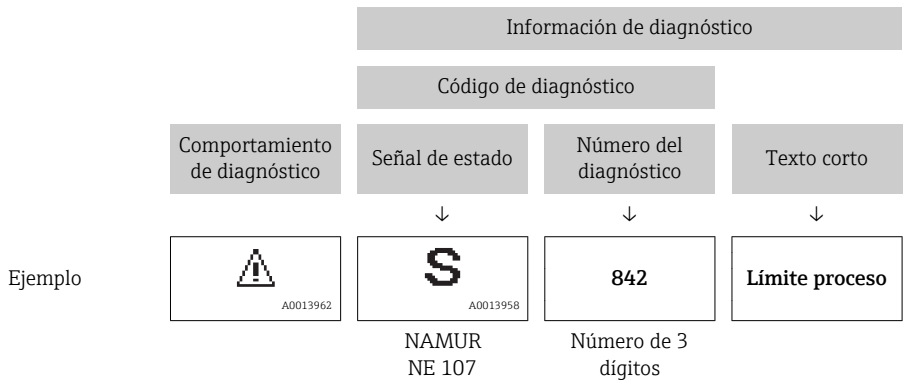 Información de diagnóstico
Código de diagnóstico
Comportamiento
de diagnóstico
Señal de estado
Número del
diagnóstico
Texto corto
↓ ↓ ↓
Ejemplo
A0013962
S
A0013958
842
Límite proceso
NAMUR
NE 107
Número de 3
dígitos